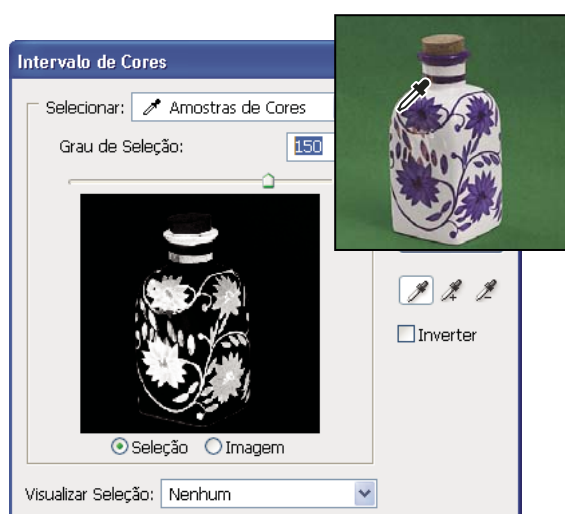 Intervalo de Cores
Selecionar: Amostras de Cores
Grau de Seleção: 150
Inverter
Seleção Imagem
Visualizar Seleção: Nenhum